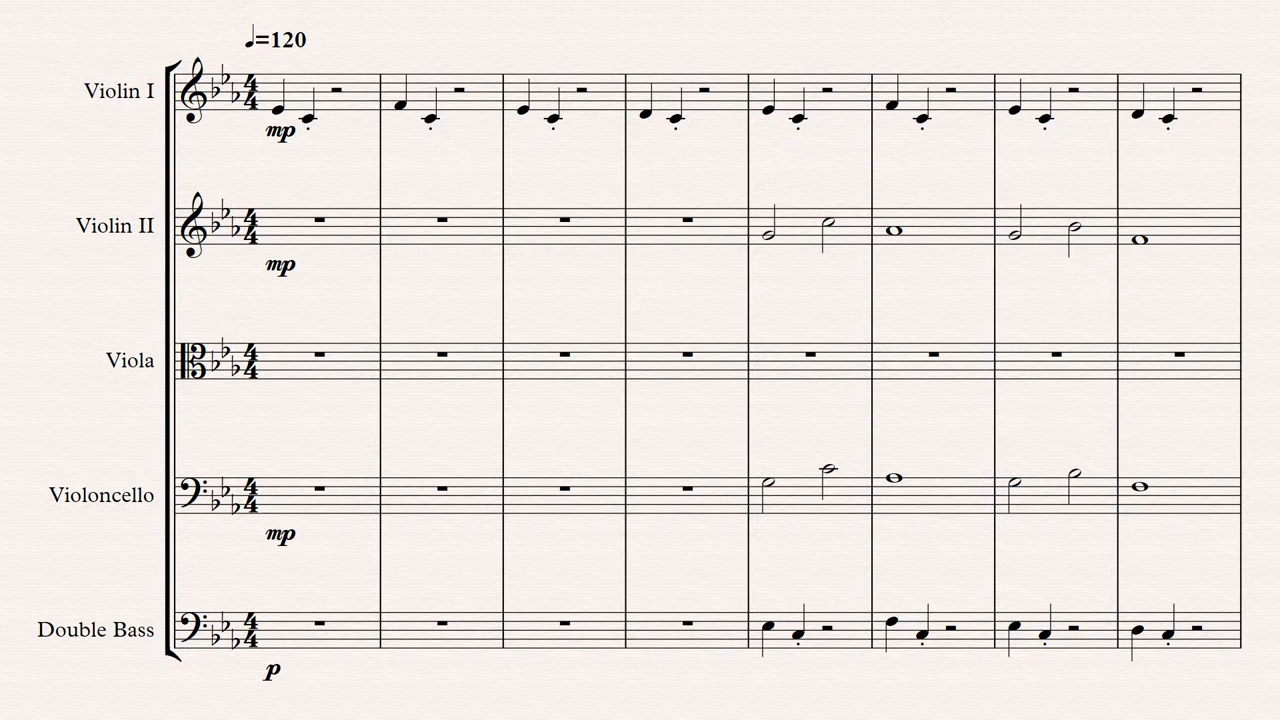 ♩=120
Violin I
mp
Violin II
mp
Viola
Violoncello
mp
Double Bass
p